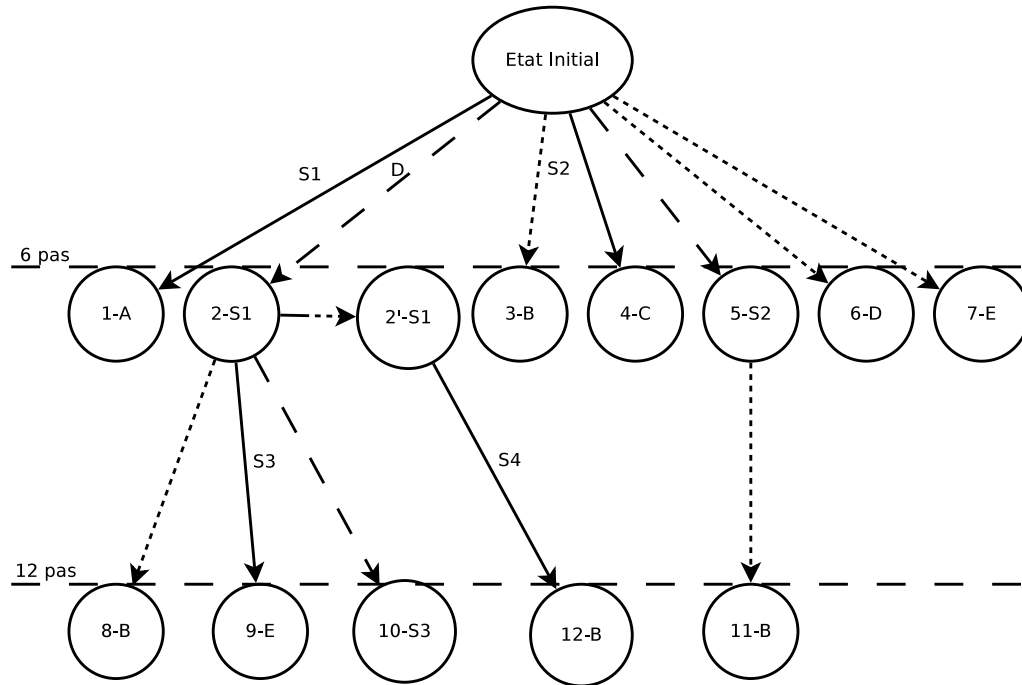 Etat Initial
S1
D
S2
6 pas
1-A
2-S1
2'-S1
3-B
4-C
5-S2
6-D
7-E
S3
S4
12 pas
8-B
9-E
10-S3
12-B
11-B